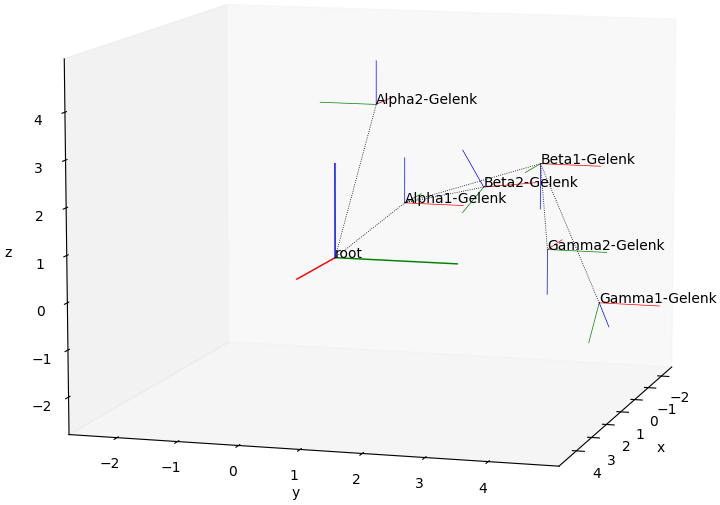 Alpha2-Gelenk
Beta1-Gelenk
Beta2-Gelenk
Alpha1-Gelenk
root
Gamma2-Gelenk
Gamma1-Gelenk
z
4
3
2
1
0
−1
−2
−2
−1
0
1
2
3
4
y
−2
−1
0
1
2
3
4
x